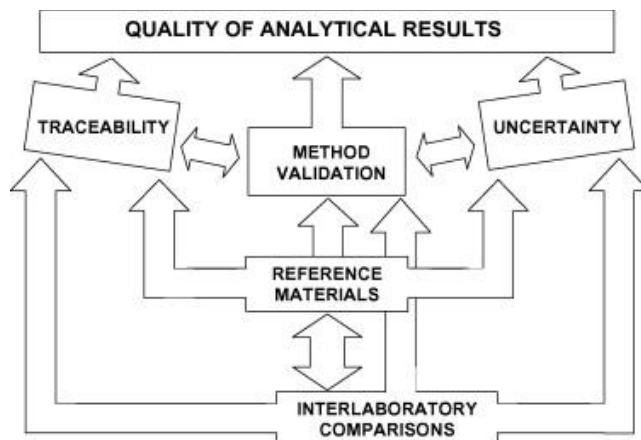 QUALITY OF ANALYTICAL RESULTS
TRACEABILITY
UNCERTAINTY
METHOD
VALIDATION
REFERENCE
MATERIALS
INTERLABORATORY
COMPARISONS